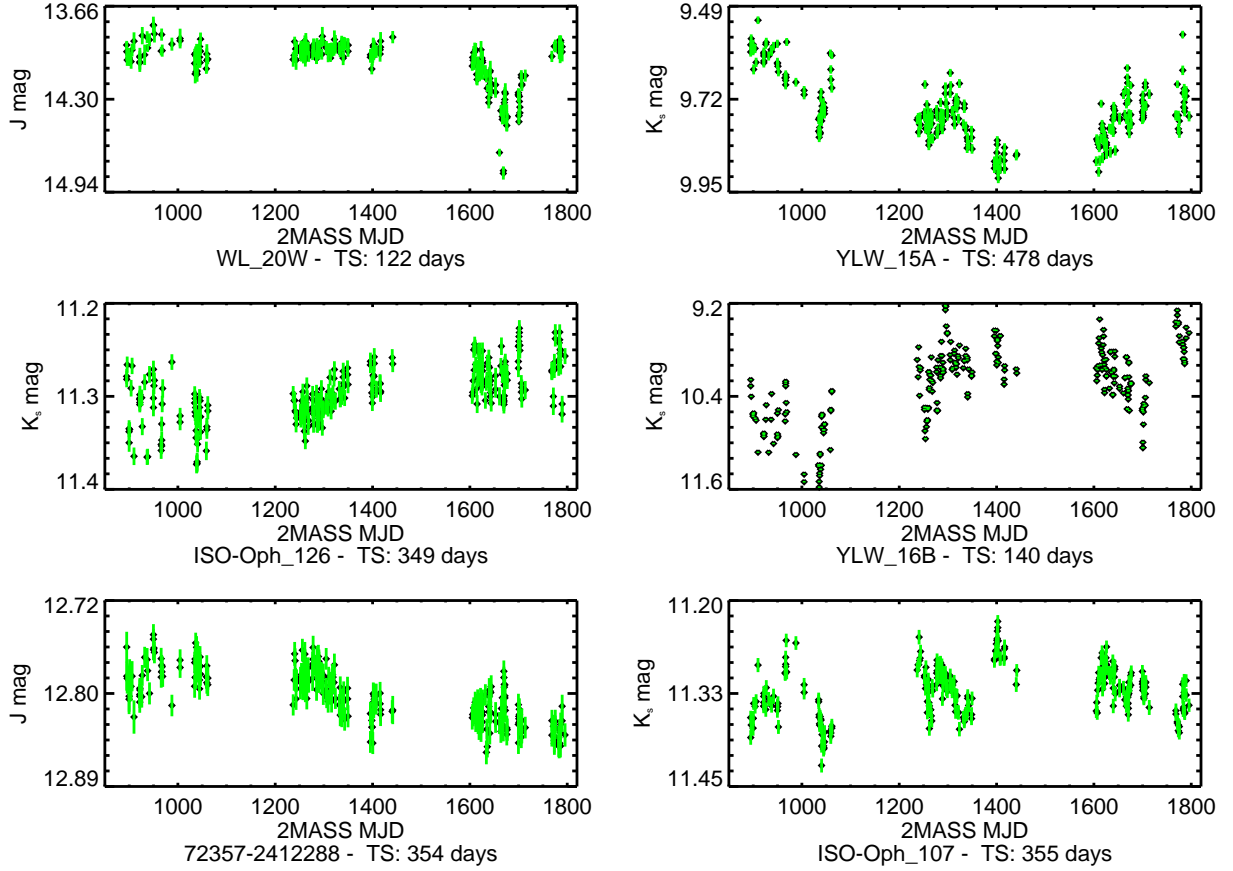 13.66
14.30
14.94
J mag
1000 1200 1400 1600 1800
2MASS MJD
WL_20W - TS: 122 days
9.49
9.72
9.95
Ks mag
1000 1200 1400 1600 1800
2MASS MJD
YLW_15A - TS: 478 days
11.2
11.3
11.4
Ks mag
1000 1200 1400 1600 1800
2MASS MJD
ISO-Oph_126 - TS: 349 days
9.2
10.4
11.6
Ks mag
1000 1200 1400 1600 1800
2MASS MJD
YLW_16B - TS: 140 days
12.72
12.80
12.89
J mag
1000 1200 1400 1600 1800
2MASS MJD
72357-2412288 - TS: 354 days
11.20
11.33
11.45
Ks mag
1000 1200 1400 1600 1800
2MASS MJD
ISO-Oph_107 - TS: 355 days